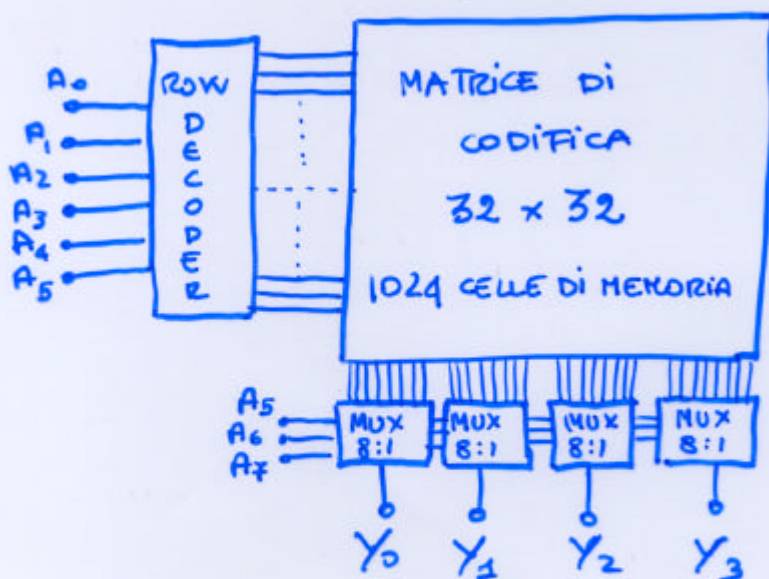 A0
A1
A2
A3
A4
A5
ROW
DECODER
MATRICE DI
CODIFICA
32 x 32
1024 CELLE DI MEMORIA
A5
A6
A7
MUX
8:1
MUX
8:1
MUX
8:1
MUX
8:1
Y0
Y1
Y2
Y3